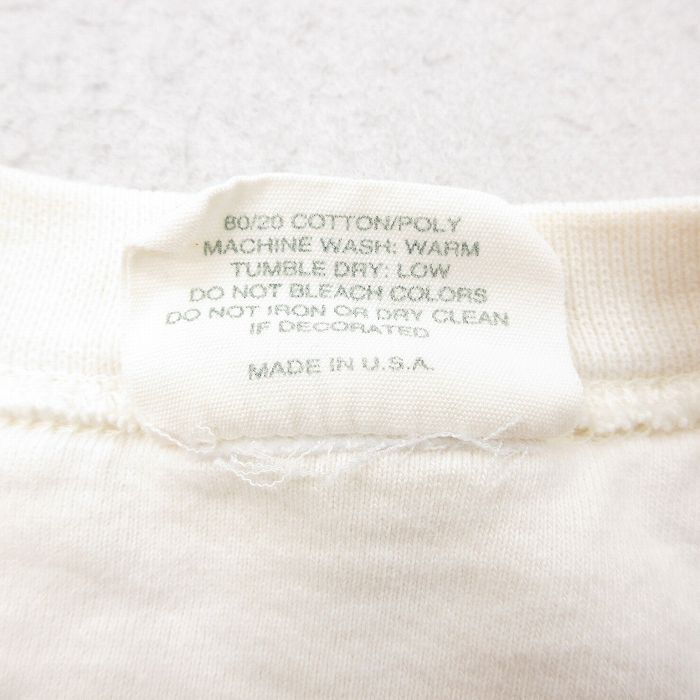 80/20 COTTON/POLY
MACHINE WASH: WARM
TUMBLE DRY: LOW
DO NOT BLEACH COLORS
DO NOT IRON OR DRY CLEAN
IF DECORATED
MADE IN U.S.A.